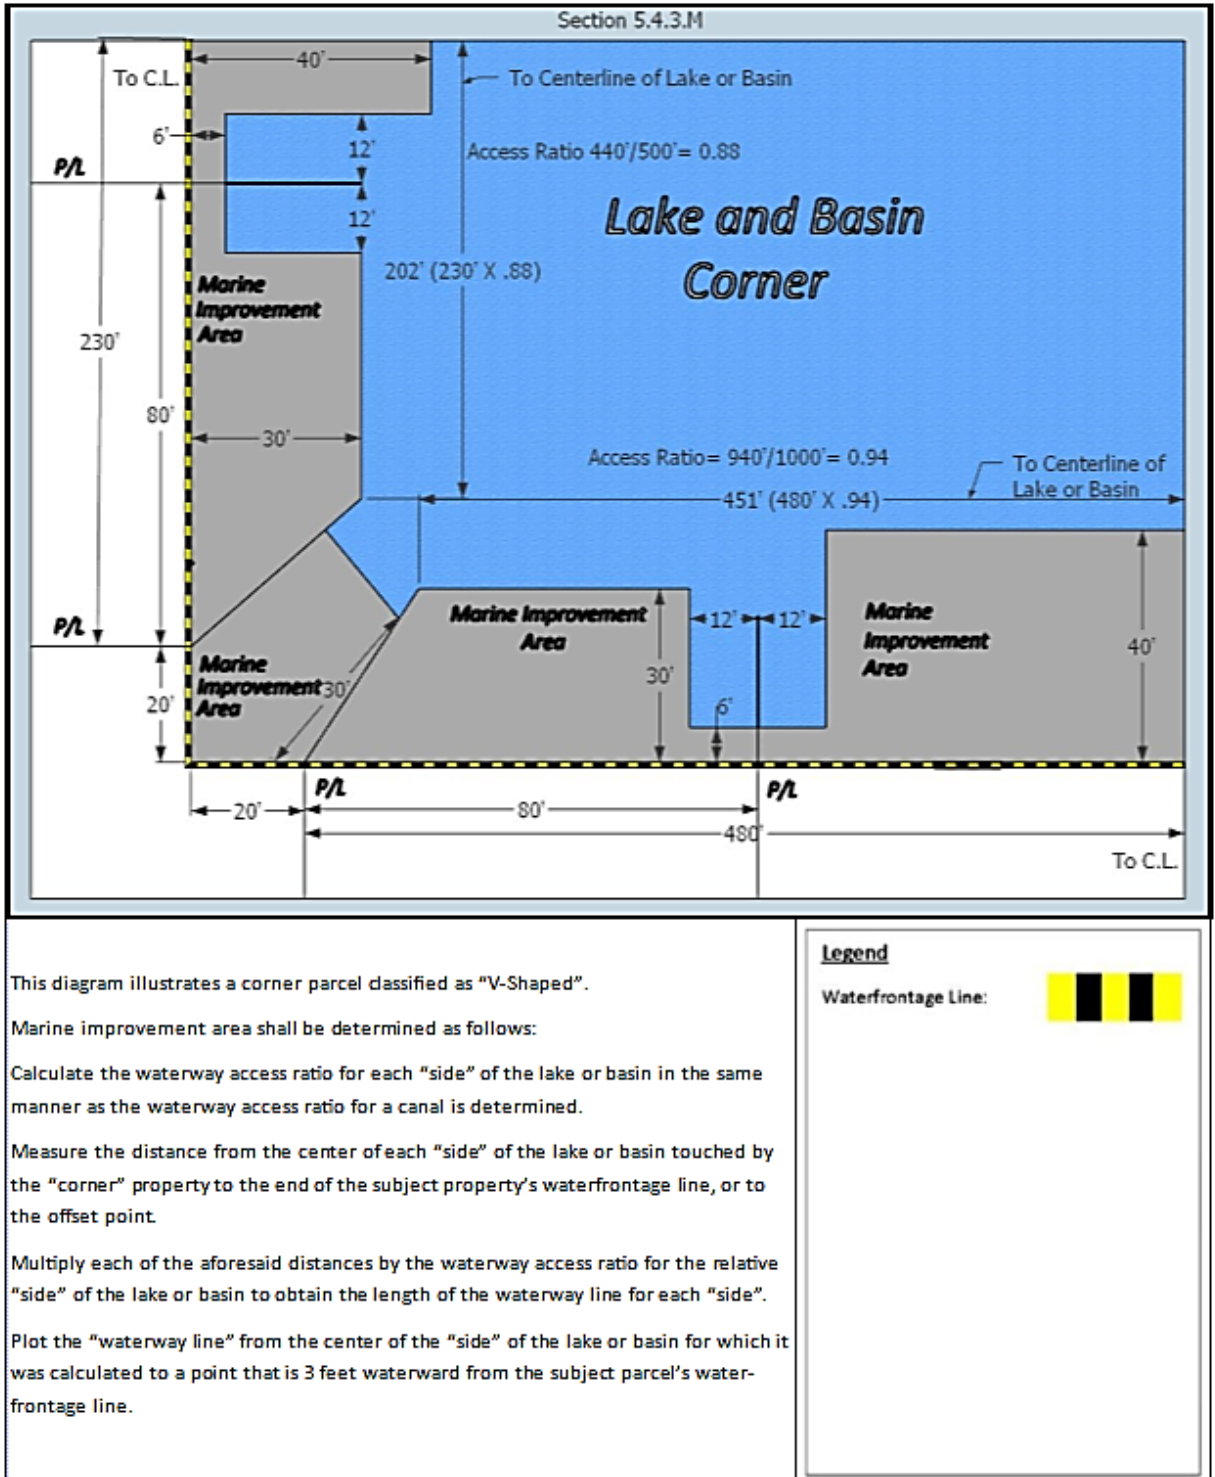 Section 5.4.3.M
40'
To C.L.
To Centerline of Lake or Basin
6'
12'
Access Ratio 440'/500'= 0.88
P/L
Lake and Basin
Corner
12'
202' (230' X .88)
Marine
Improvement
Area
230'
80'
30'
Access Ratio= 940'/1000'= 0.94
To Centerline of
Lake or Basin
451' (480' X .94)
P/L
Marine Improvement
Area
12'
12'
Marine
Improvement
Area
40'
Marine
Improvement
Area
30'
30'
20'
6'
P/L
P/L
20'
80'
480'
To C.L.
This diagram illustrates a corner parcel classified as “V-Shaped”.
Marine improvement area shall be determined as follows:
Calculate the waterway access ratio for each “side” of the lake or basin in the same
manner as the waterway access ratio for a canal is determined.
Measure the distance from the center of each “side” of the lake or basin touched by
the “corner” property to the end of the subject property’s waterfrontage line, or to
the offset point.
Multiply each of the aforesaid distances by the waterway access ratio for the relative
“side” of the lake or basin to obtain the length of the waterway line for each “side”.
Plot the “waterway line” from the center of the “side” of the lake or basin for which it
was calculated to a point that is 3 feet waterward from the subject parcel’s water-
frontage line.
Legend
Waterfrontage Line: